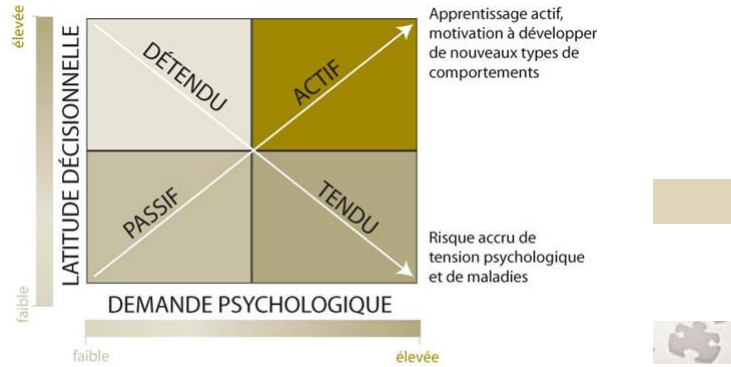 élevée
LATITUDE DÉCISIONNELLE
faible
DÉTENDU
ACTIF
PASSIF
TENDU
Apprentissage actif,
motivation à développer
de nouveaux types de
comportements
Risque accru de
tension psychologique
et de maladies
DEMANDE PSYCHOLOGIQUE
faible
élevée